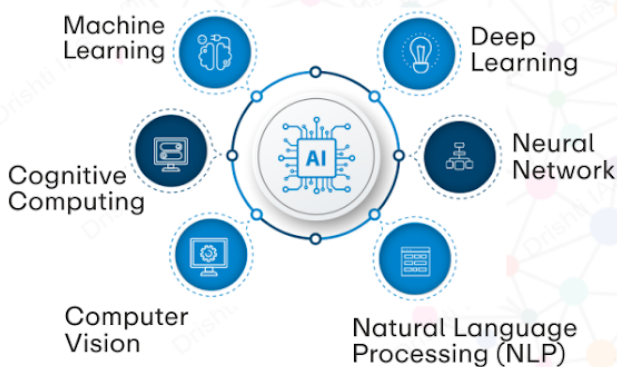 Machine
Learning
Deep
Learning
AI
Neural
Network
Cognitive
Computing
Computer
Vision
Natural Language
Processing (NLP)